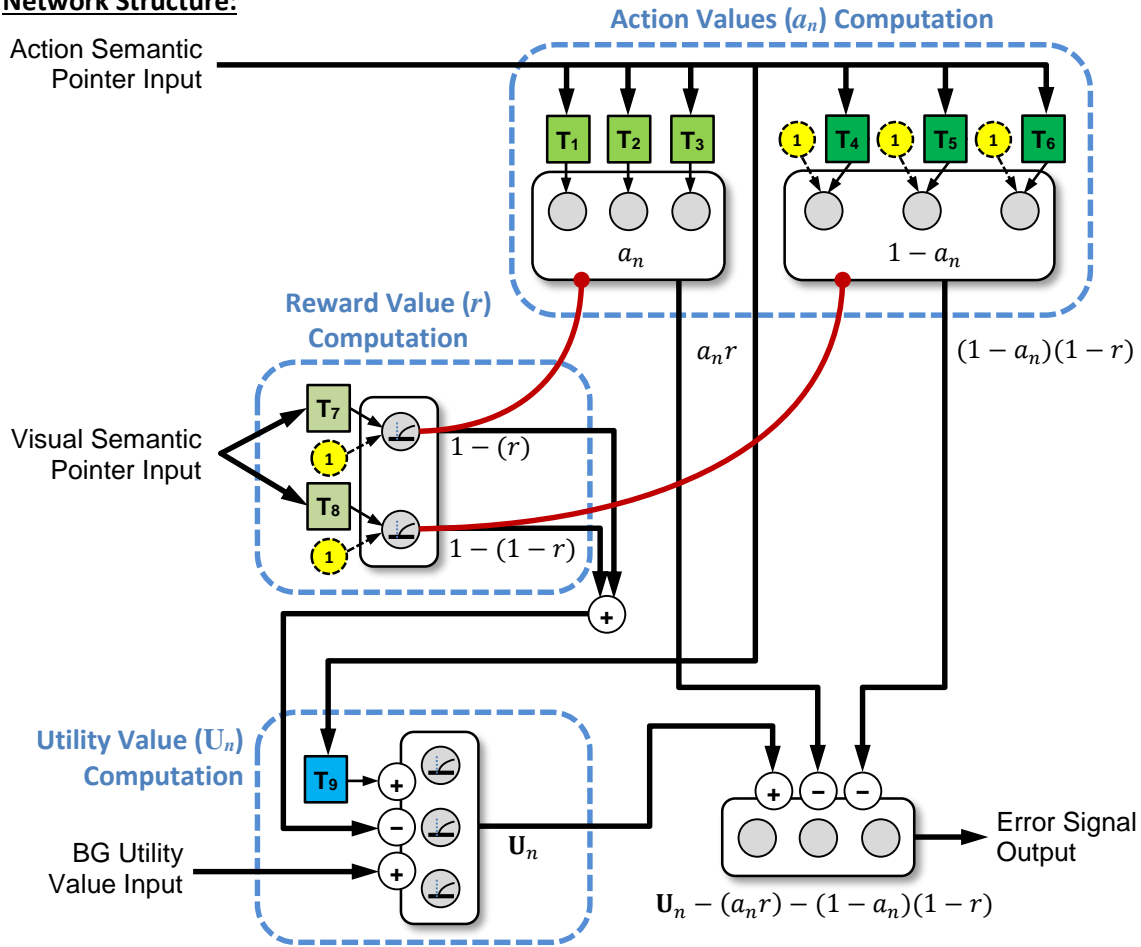 Network Structure:
Action Values (aₙ) Computation
Action Semantic
Pointer Input
T₁ T₂ T₃ 1 T₄ 1 T₅ 1 T₆
aₙ
1 − aₙ
Reward Value (r)
Computation
aₙr
(1 − aₙ)(1 − r)
T₇
1
1 − (r)
Visual Semantic
Pointer Input
T₈
1
1 − (1 − r)
+
Utility Value (Uₙ)
Computation
T₉
+
−
+
+ − −
BG Utility
Value Input
Uₙ
Error Signal
Output
Uₙ − (aₙr) − (1 − aₙ)(1 − r)